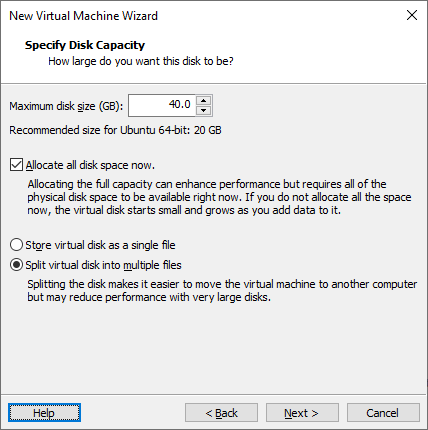 New Virtual Machine Wizard
Specify Disk Capacity
How large do you want this disk to be?
Maximum disk size (GB): 40.0
Recommended size for Ubuntu 64-bit: 20 GB
Allocate all disk space now.
Allocating the full capacity can enhance performance but requires all of the
physical disk space to be available right now. If you do not allocate all the space
now, the virtual disk starts small and grows as you add data to it.
Store virtual disk as a single file
Split virtual disk into multiple files
Splitting the disk makes it easier to move the virtual machine to another computer
but may reduce performance with very large disks.
Help < Back Next > Cancel